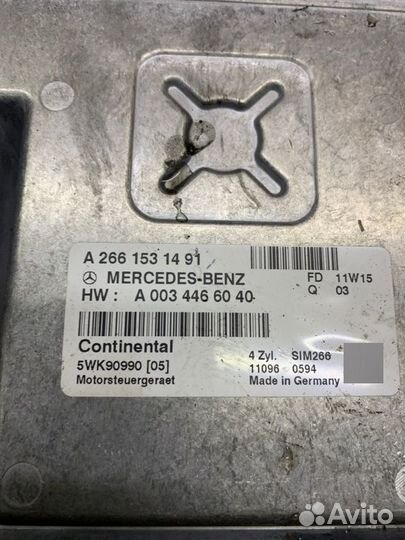 A 266 153 14 91
MERCEDES-BENZ
HW : A 003 446 60 40
FD 11W15
Q 03
Continental
5WK90990 [05]
Motorsteuergeraet
4 Zyl. SIM266
11096 0594
Made in Germany
Avito